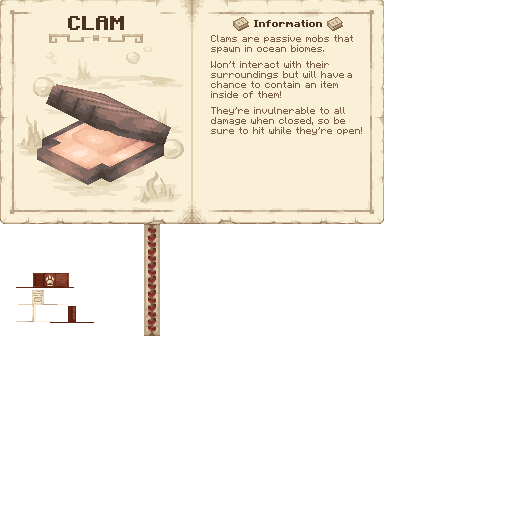 CLAM
Information
Clams are passive mobs that
spawn in ocean biomes.
Won't interact with their
surroundings but will have a
chance to contain an item
inside of them!
They're invulnerable to all
damage when closed, so be
sure to hit while they're open!